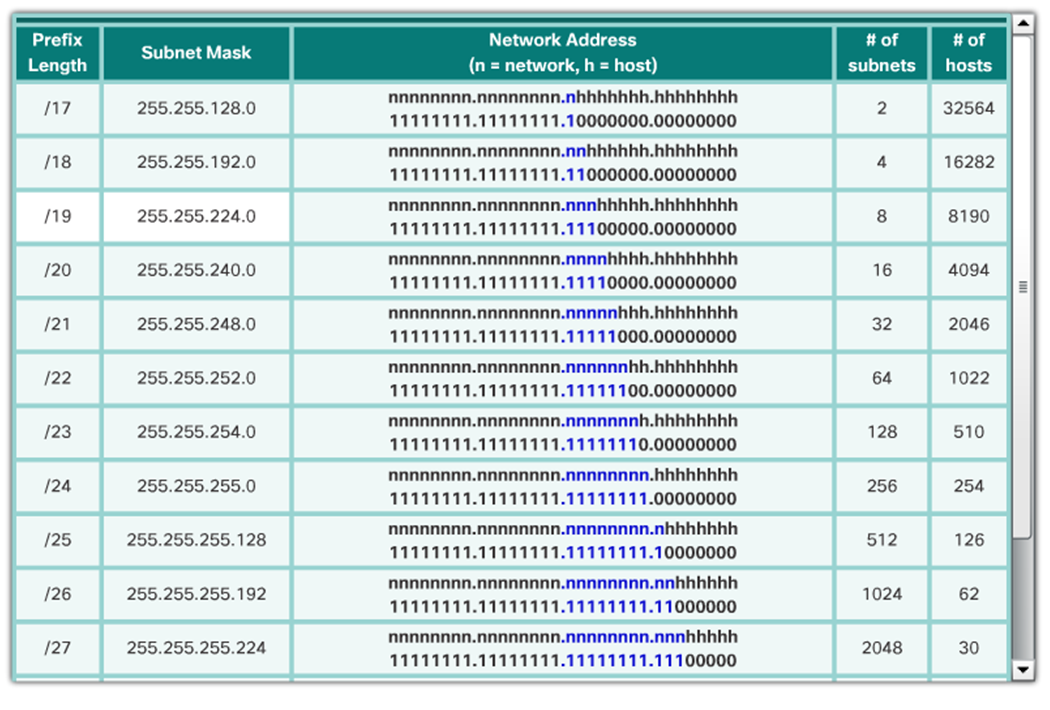 Prefix Length Subnet Mask Network Address (n = network, h = host) # of subnets # of hosts
/17 255.255.128.0 nnnnnnnn.nnnnnnnn.nhhhhhhh.hhhhhhhh 2 32564
11111111.11111111.10000000.00000000
/18 255.255.192.0 nnnnnnnn.nnnnnnnn.nnhhhhhh.hhhhhhhh 4 16282
11111111.11111111.11000000.00000000
/19 255.255.224.0 nnnnnnnn.nnnnnnnn.nnnhhhhh.hhhhhhhh 8 8190
11111111.11111111.11100000.00000000
/20 255.255.240.0 nnnnnnnn.nnnnnnnn.nnnnhhhh.hhhhhhhh 16 4094
11111111.11111111.11110000.00000000
/21 255.255.248.0 nnnnnnnn.nnnnnnnn.nnnnnhhh.hhhhhhhh 32 2046
11111111.11111111.11111000.00000000
/22 255.255.252.0 nnnnnnnn.nnnnnnnn.nnnnnnhh.hhhhhhhh 64 1022
11111111.11111111.11111100.00000000
/23 255.255.254.0 nnnnnnnn.nnnnnnnn.nnnnnnnh.hhhhhhhh 128 510
11111111.11111111.11111110.00000000
/24 255.255.255.0 nnnnnnnn.nnnnnnnn.nnnnnnnn.hhhhhhhh 256 254
11111111.11111111.11111111.00000000
/25 255.255.255.128 nnnnnnnn.nnnnnnnn.nnnnnnnn.nhhhhhhh 512 126
11111111.11111111.11111111.10000000
/26 255.255.255.192 nnnnnnnn.nnnnnnnn.nnnnnnnn.nnhhhhhh 1024 62
11111111.11111111.11111111.11000000
/27 255.255.255.224 nnnnnnnn.nnnnnnnn.nnnnnnnn.nnnhhhhh 2048 30
11111111.11111111.11111111.11100000